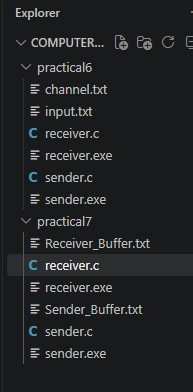 Explorer
COMPUTER...
practical6
channel.txt
input.txt
C receiver.c
receiver.exe
C sender.c
sender.exe
practical7
Receiver_Buffer.txt
C receiver.c
receiver.exe
Sender_Buffer.txt
C sender.c
sender.exe